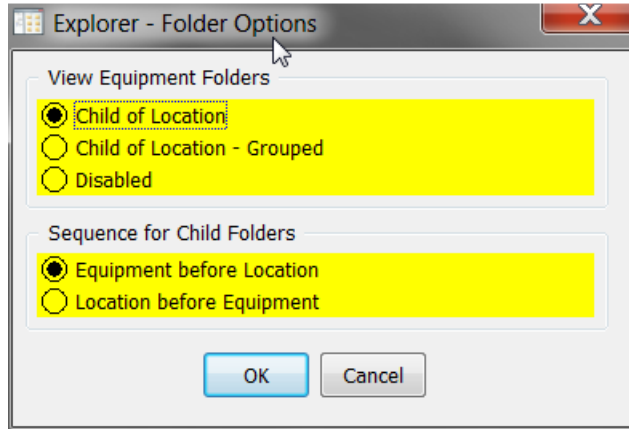 Explorer - Folder Options
View Equipment Folders
Child of Location
Child of Location - Grouped
Disabled
Sequence for Child Folders
Equipment before Location
Location before Equipment
OK Cancel